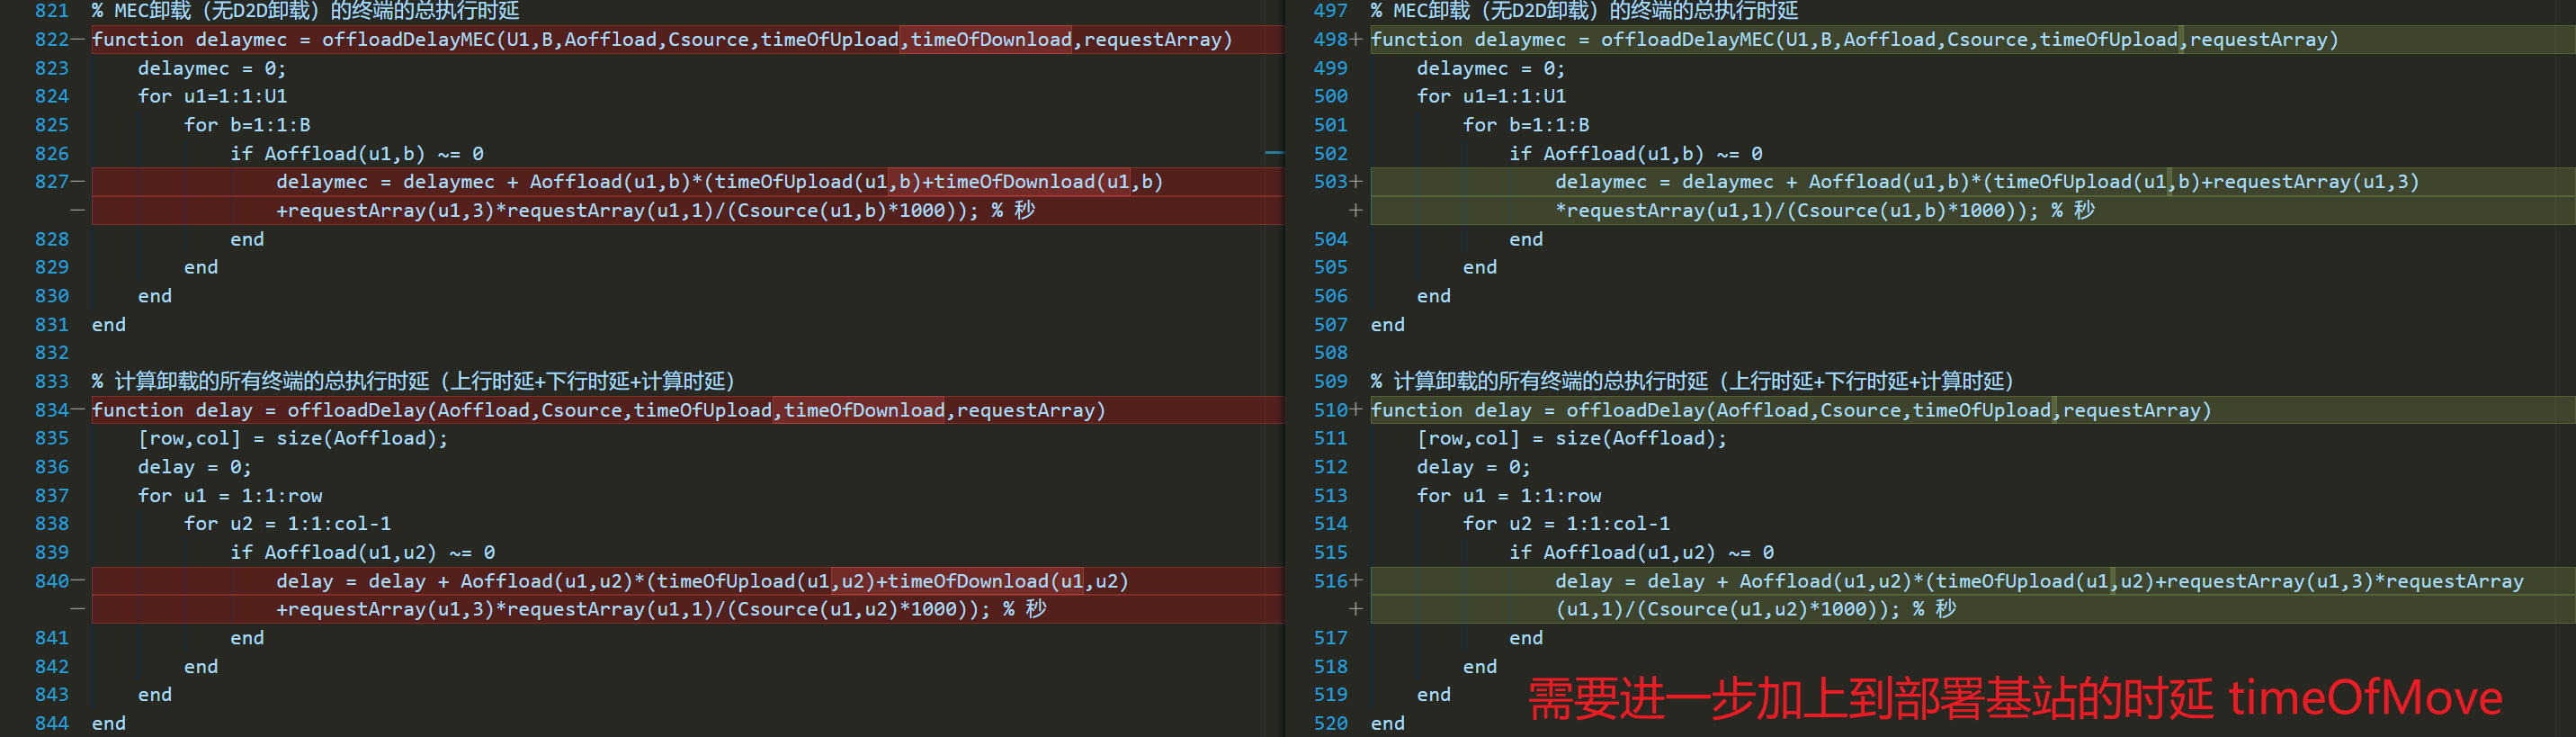 821 % MEC卸载（无D2D卸载）的终端的总执行时延
822— function delaymec = offloadDelayMEC(U1,B,Aoffload,Csource,timeOfUpload,timeOfDownload,requestArray)
823 delaymec = 0;
824 for u1=1:1:U1
825 for b=1:1:B
826 if Aoffload(u1,b) ~= 0
827— delaymec = delaymec + Aoffload(u1,b)*(timeOfUpload(u1,b)+timeOfDownload(u1,b)
— +requestArray(u1,3)*requestArray(u1,1)/(Csource(u1,b)*1000)); % 秒
828 end
829 end
830 end
831 end
832
833 % 计算卸载的所有终端的总执行时延（上行时延+下行时延+计算时延）
834— function delay = offloadDelay(Aoffload,Csource,timeOfUpload,timeOfDownload,requestArray)
835 [row,col] = size(Aoffload);
836 delay = 0;
837 for u1 = 1:1:row
838 for u2 = 1:1:col-1
839 if Aoffload(u1,u2) ~= 0
840— delay = delay + Aoffload(u1,u2)*(timeOfUpload(u1,u2)+timeOfDownload(u1,u2)
— +requestArray(u1,3)*requestArray(u1,1)/(Csource(u1,u2)*1000)); % 秒
841 end
842 end
843 end
844 end
497 % MEC卸载（无D2D卸载）的终端的总执行时延
498+ function delaymec = offloadDelayMEC(U1,B,Aoffload,Csource,timeOfUpload,requestArray)
499 delaymec = 0;
500 for u1=1:1:U1
501 for b=1:1:B
502 if Aoffload(u1,b) ~= 0
503+ delaymec = delaymec + Aoffload(u1,b)*(timeOfUpload(u1,b)+requestArray(u1,3)
+ *requestArray(u1,1)/(Csource(u1,b)*1000)); % 秒
504 end
505 end
506 end
507 end
508
509 % 计算卸载的所有终端的总执行时延（上行时延+下行时延+计算时延）
510+ function delay = offloadDelay(Aoffload,Csource,timeOfUpload,requestArray)
511 [row,col] = size(Aoffload);
512 delay = 0;
513 for u1 = 1:1:row
514 for u2 = 1:1:col-1
515 if Aoffload(u1,u2) ~= 0
516+ delay = delay + Aoffload(u1,u2)*(timeOfUpload(u1,u2)+requestArray(u1,3)*requestArray
+ (u1,1)/(Csource(u1,u2)*1000)); % 秒
517 end
518 end
519 end
520 end
需要进一步加上到部署基站的时延 timeOfMove